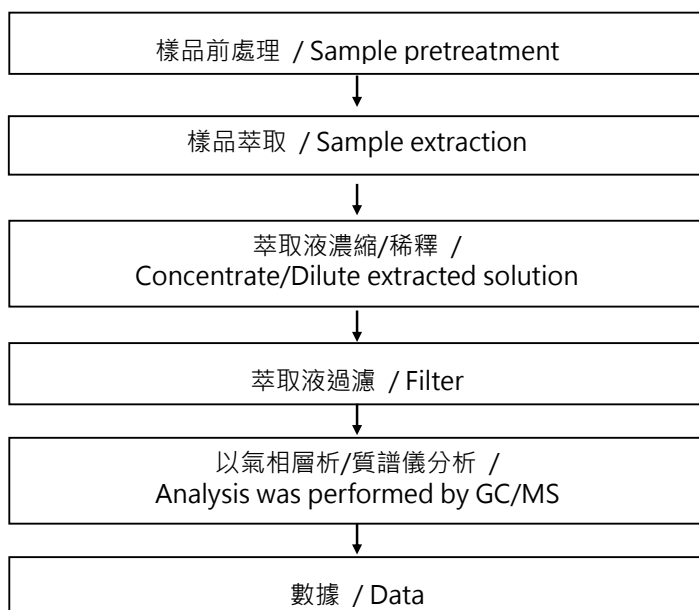 樣品前處理 / Sample pretreatment
樣品萃取 / Sample extraction
萃取液濃縮/稀釋 /
Concentrate/Dilute extracted solution
萃取液過濾 / Filter
以氣相層析/質譜儀分析 /
Analysis was performed by GC/MS
數據 / Data